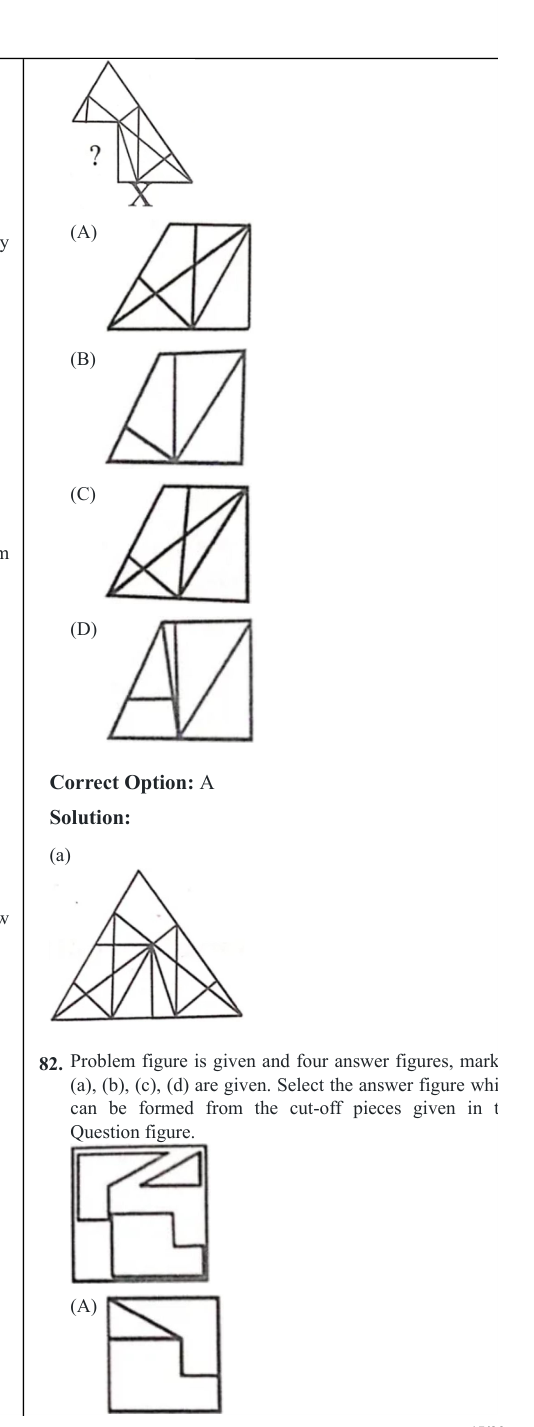 ?
X
(A)
y
(B)
(C)
m
(D)
Correct Option: A
Solution:
(a)
w
82. Problem figure is given and four answer figures, mark
(a), (b), (c), (d) are given. Select the answer figure whi
can be formed from the cut-off pieces given in t
Question figure.
(A)